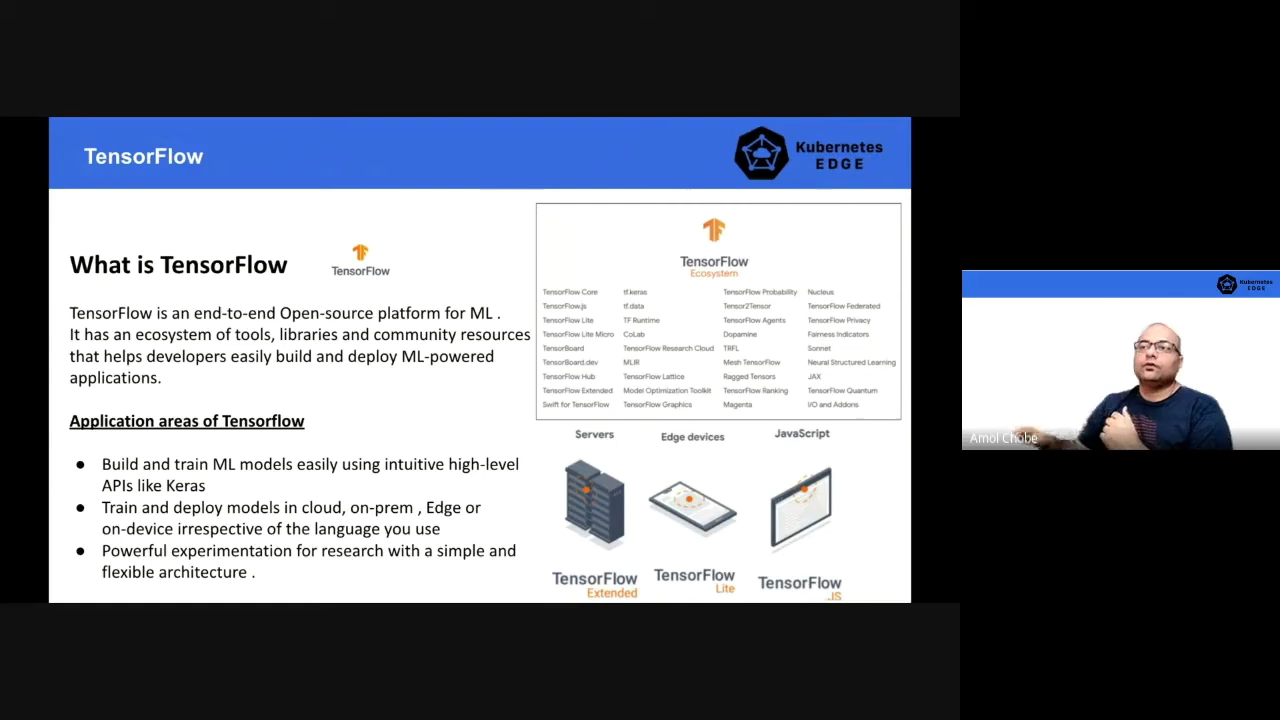 TensorFlow
Kubernetes
EDGE
What is TensorFlow
TensorFlow
TensorFlow is an end-to-end Open-source platform for ML .
It has an ecosystem of tools, libraries and community resources
that helps developers easily build and deploy ML-powered
applications.
Application areas of Tensorflow
● Build and train ML models easily using intuitive high-level
APIs like Keras
● Train and deploy models in cloud, on-prem , Edge or
on-device irrespective of the language you use
● Powerful experimentation for research with a simple and
flexible architecture .
TensorFlow
Ecosystem
TensorFlow Core tf.keras TensorFlow Probability Nucleus
TensorFlow.js tf.data Tensor2Tensor TensorFlow Federated
TensorFlow Lite TF Runtime TensorFlow Agents TensorFlow Privacy
TensorFlow Lite Micro CoLab Dopamine Fairness Indicators
TensorBoard TensorFlow Research Cloud TRFL Sonnet
TensorBoard.dev MLIR Mesh TensorFlow Neural Structured Learning
TensorFlow Hub TensorFlow Lattice Ragged Tensors JAX
TensorFlow Extended Model Optimization Toolkit TensorFlow Ranking TensorFlow Quantum
Swift for TensorFlow TensorFlow Graphics Magenta I/O and Addons
Servers Edge devices JavaScript
TensorFlow
Extended
TensorFlow
Lite
TensorFlow
JS
Kubernetes
EDGE
Amol Chobe